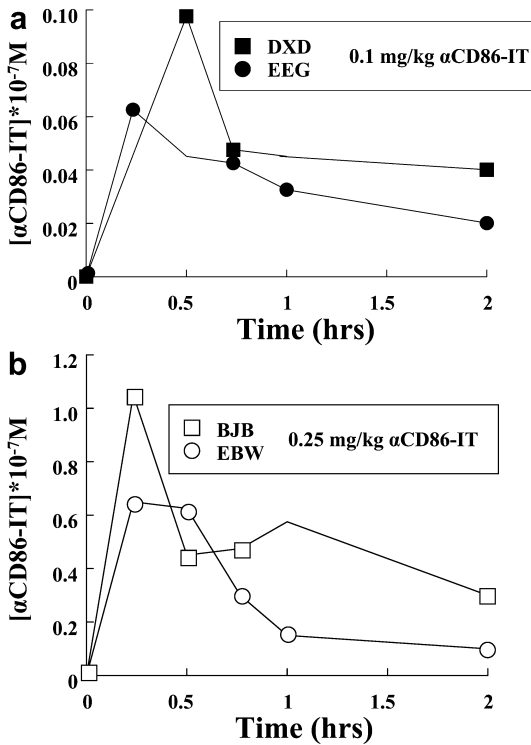 a
[αCD86-IT]*10⁻⁷M
0.10
0.08
0.06
0.04
0.02
0
DXD
EEG
0.1 mg/kg αCD86-IT
0 0.5 1 1.5 2
Time (hrs)
b
[αCD86-IT]*10⁻⁷M
1.2
1.0
0.8
0.6
0.4
0.2
0
BJB
EBW
0.25 mg/kg αCD86-IT
0 0.5 1 1.5 2
Time (hrs)